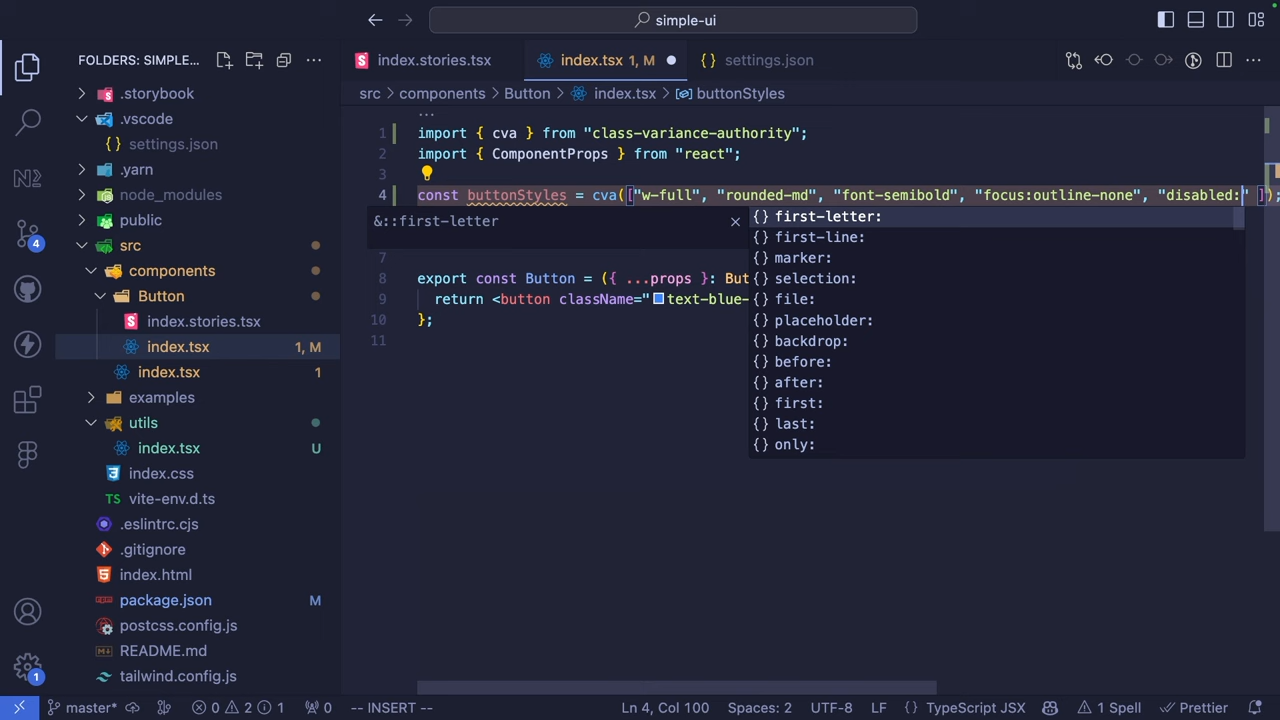 simple-ui
FOLDERS: SIMPLE...
index.stories.tsx
index.tsx 1, M
settings.json
src > components > Button > index.tsx > buttonStyles
.storybook
.vscode
settings.json
.yarn
node_modules
public
src
components
Button
index.stories.tsx
index.tsx 1, M
index.tsx 1
examples
utils
index.tsx U
index.css
TS vite-env.d.ts
.eslintrc.cjs
.gitignore
index.html
package.json M
postcss.config.js
README.md
tailwind.config.js
4
1
...
1 import { cva } from "class-variance-authority";
2 import { ComponentProps } from "react";
3
4 const buttonStyles = cva(["w-full", "rounded-md", "font-semibold", "focus:outline-none", "disabled:" ]);
&::first-letter
7
8 export const Button = ({ ...props }: But
9 return <button className="text-blue-
10 };
11
{} first-letter:
{} first-line:
{} marker:
{} selection:
{} file:
{} placeholder:
{} backdrop:
{} before:
{} after:
{} first:
{} last:
{} only:
master* 0 2 1 0 -- INSERT -- Ln 4, Col 100 Spaces: 2 UTF-8 LF {} TypeScript JSX 1 Spell Prettier